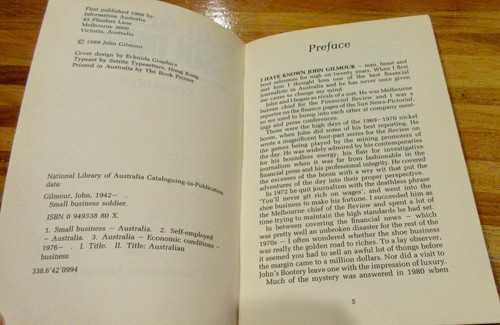 First published 1988 by
Information Australia
45 Flinders Lane
Melbourne 3000
Victoria, Australia
© 1988 John Gilmour
Cover design by Echnida Graphics
Typeset by Setrite Typesetters, Hong Kong
Printed in Australia by The Book Printer
National Library of Australia Cataloguing-in-Publication
data:
Gilmour, John. 1942– .
Small business soldier.
ISBN 0 949338 80 X.
1. Small business – Australia. 2. Self-employed
– Australia. 3. Australia – Economic conditions –
1976– . I. Title. II. Title: Australian
business.
338.6'42'0994
Preface
I HAVE KNOWN JOHN GILMOUR – man, beast and
boot salesman for nigh on twenty years. When I first
met him I thought him one of the best financial
journalists in Australia and he has never once given
me cause to change my mind.
John and I began as rivals of a sort. He was Melbourne
bureau chief for the Financial Review and I was a
reporter on the finance pages of the Sun News-Pictorial,
so we used to bump into each other at company meet-
ings and press conferences.
Those were the high days of the 1969–1970 nickel
boom, when John did some of his best reporting. He
wrote a magnificent four-part series for the Review on
the games being played by the mining promoters of
the day. He was widely admired by his contemporaries
for his boundless energy, his flair for investigative
journalism when it was far from fashionable in the
financial press and his professional integrity. He covered
the excesses of the boom with a wry wit that put the
adventures of the day into their proper perspective.
In 1972 he quit journalism with the deathless phrase
'You'll never git rich on wages', and went into the
shoe business to make his fortune. I succeeded him as
the Melbourne chief of the Review and spent a lot of
time trying to maintain the high standards he had set.
In between covering the financial news – which
was pretty well an unbroken disaster for the rest of the
1970s – I often wondered whether the shoe business
was really the golden road to riches. To a lay observer,
it seemed you had to sell an awful lot of thongs before
the margin came to a million dollars. Nor did a visit to
John's Bootery leave one with the impression of luxury.
Much of the mystery was answered in 1980 when
5